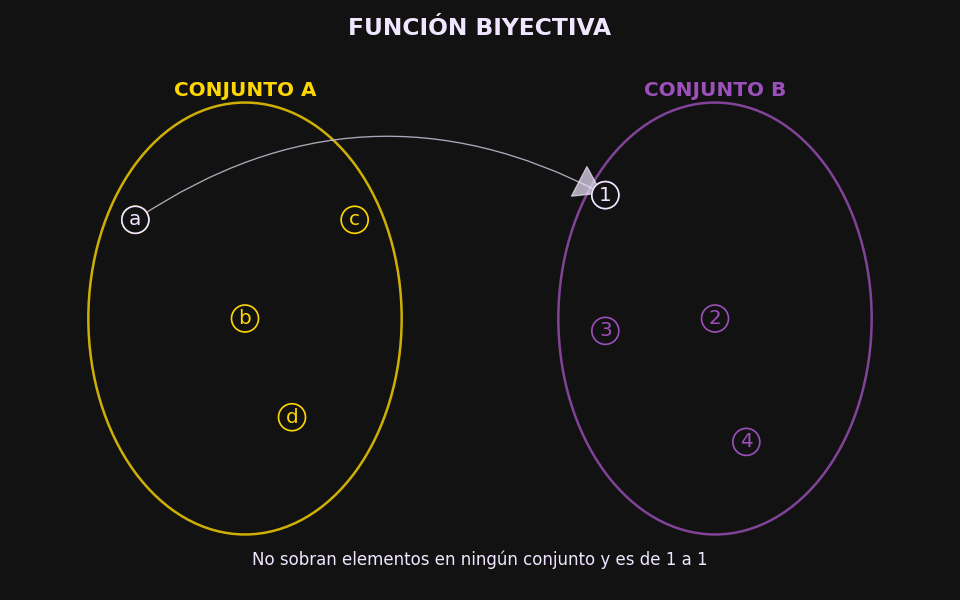 FUNCIÓN BIYECTIVA
CONJUNTO A
CONJUNTO B
a
c
b
d
1
3
2
4
No sobran elementos en ningún conjunto y es de 1 a 1